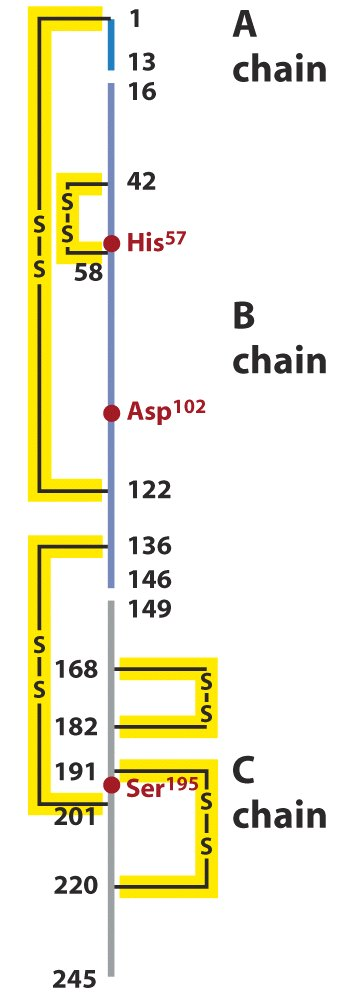 1
A
chain
13
16
42
S
S
His57
S
S
58
B
chain
Asp102
122
136
146
149
S
S
168
S
S
182
191
Ser195
C
chain
S
S
201
220
245